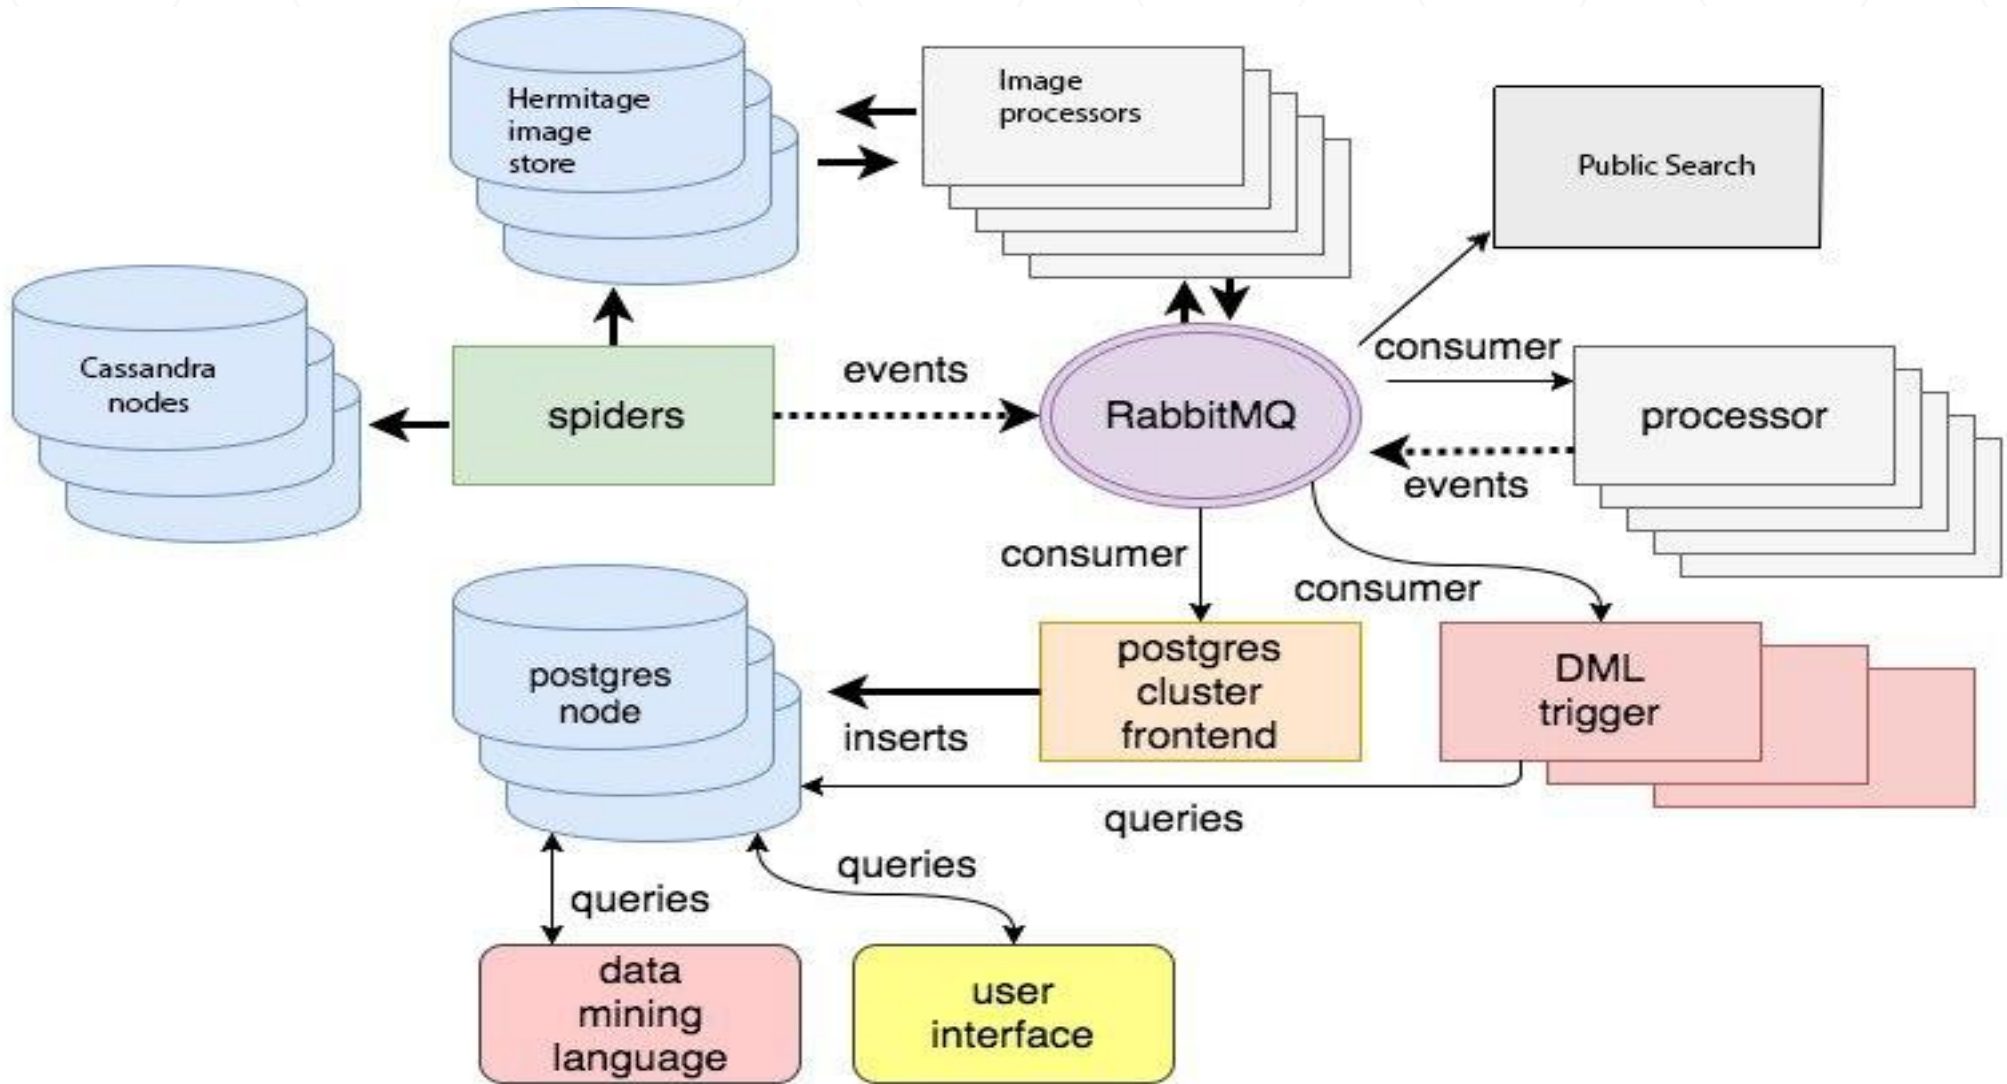 Hermitage
image
store
Image
processors
Public Search
Cassandra
nodes
spiders
events
RabbitMQ
consumer
processor
events
consumer
consumer
postgres
node
inserts
postgres
cluster
frontend
DML
trigger
queries
queries
queries
data
mining
language
user
interface